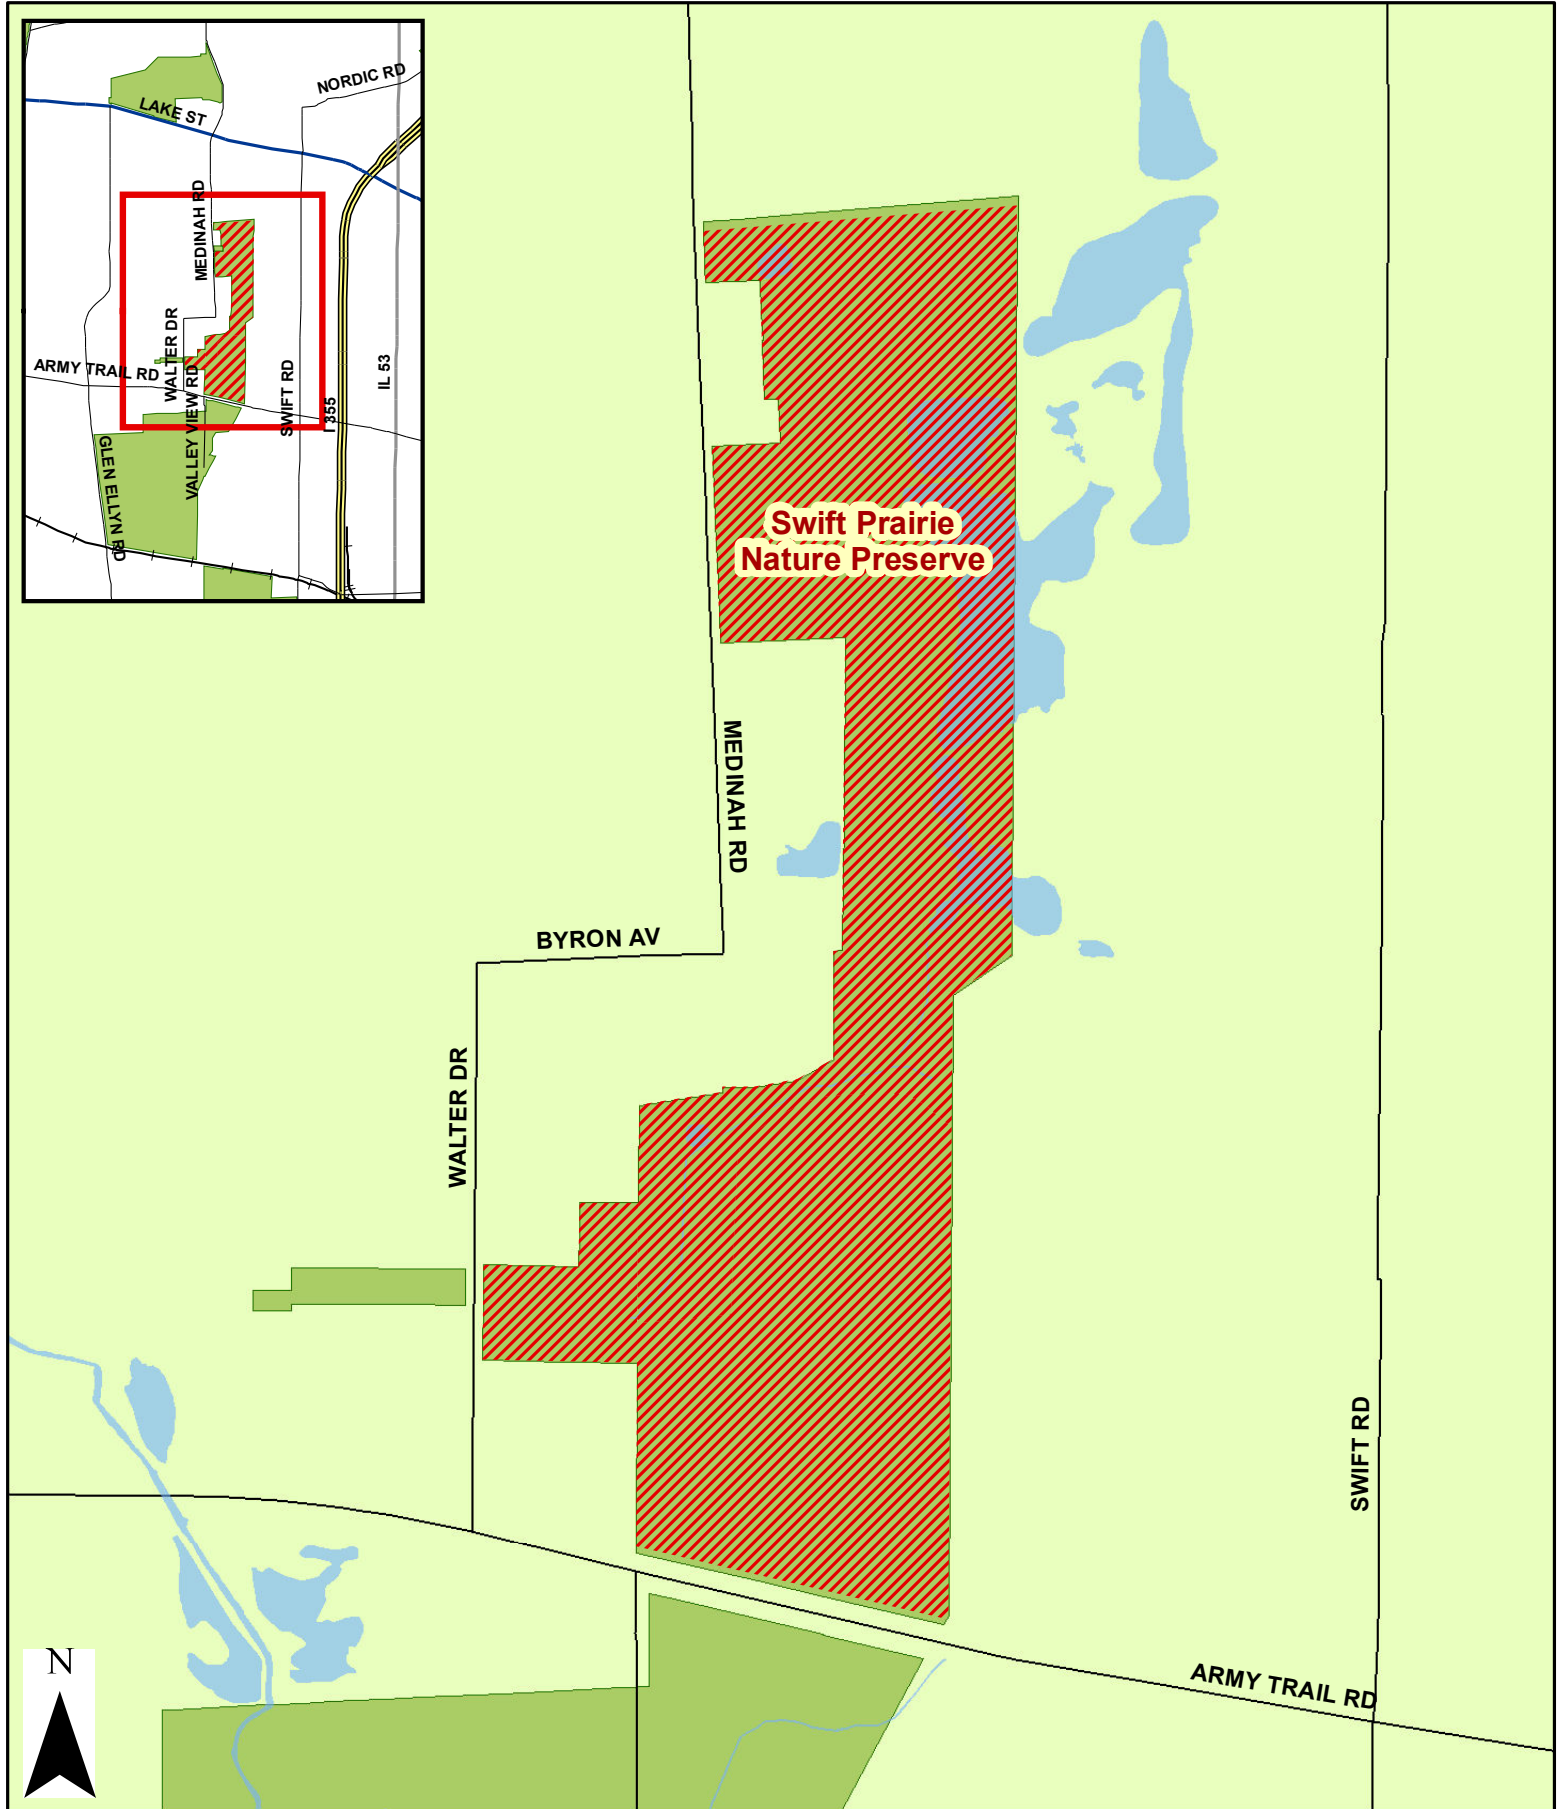 NORDIC RD
LAKE ST
MEDINAH RD
WALTER DR
ARMY TRAIL RD
VALLEY VIEW RD
SWIFT RD
IL 53
I 355
GLEN ELLYN RD
Swift Prairie
Nature Preserve
MEDINAH RD
BYRON AV
WALTER DR
SWIFT RD
ARMY TRAIL RD
N